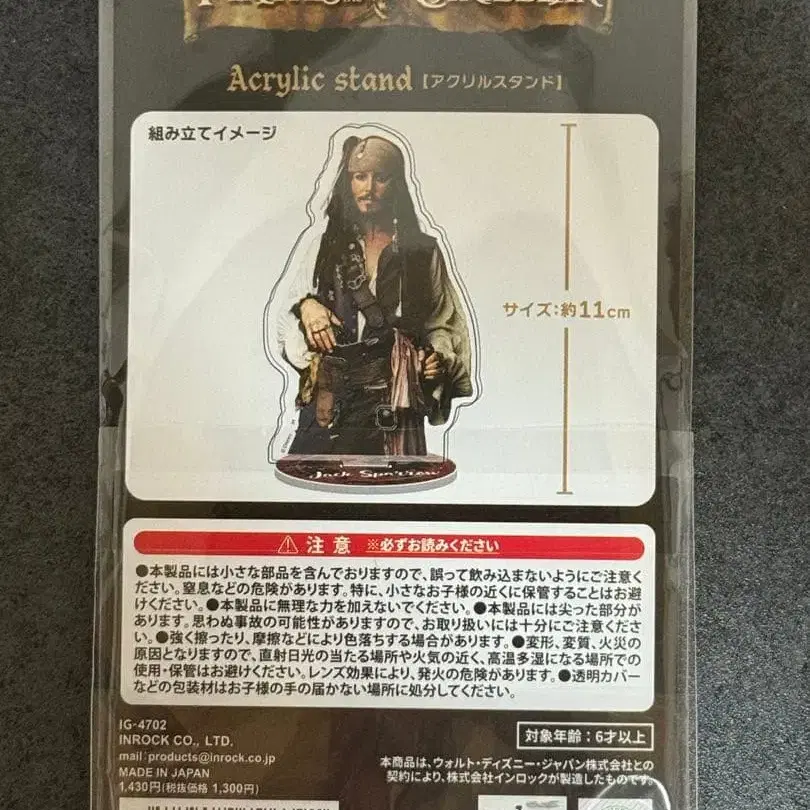 Acrylic stand【アクリルスタンド】
組み立てイメージ
サイズ:約11cm
Jack Sparrow
⚠ 注意 ※必ずお読みください
●本製品には小さな部品を含んでおりますので、誤って飲み込まないようにご注意く
ださい。窒息などの危険があります。特に、小さなお子様の近くに保管することはお避
けください。●本製品に無理な力を加えないでください。●本製品には尖った部分が
あります。思わぬ事故の可能性がありますので、お取り扱いには十分にご注意くださ
い。●強く擦ったり、摩擦などにより色落ちする場合があります。●変形、変質、火災の
原因となりますので、直射日光の当たる場所や火気の近く、高温多湿になる場所での
使用・保管はお避けください。レンズ効果により、発火の危険があります。●透明カバー
などの包装材はお子様の手の届かない場所に処分してください。
IG-4702
INROCK CO., LTD.
mail:products@inrock.co.jp
MADE IN JAPAN
1,430円(税抜価格 1,300円)
対象年齢:6才以上
本商品は、ウォルト・ディズニー・ジャパン株式会社との
契約により、株式会社インロックが製造したものです。